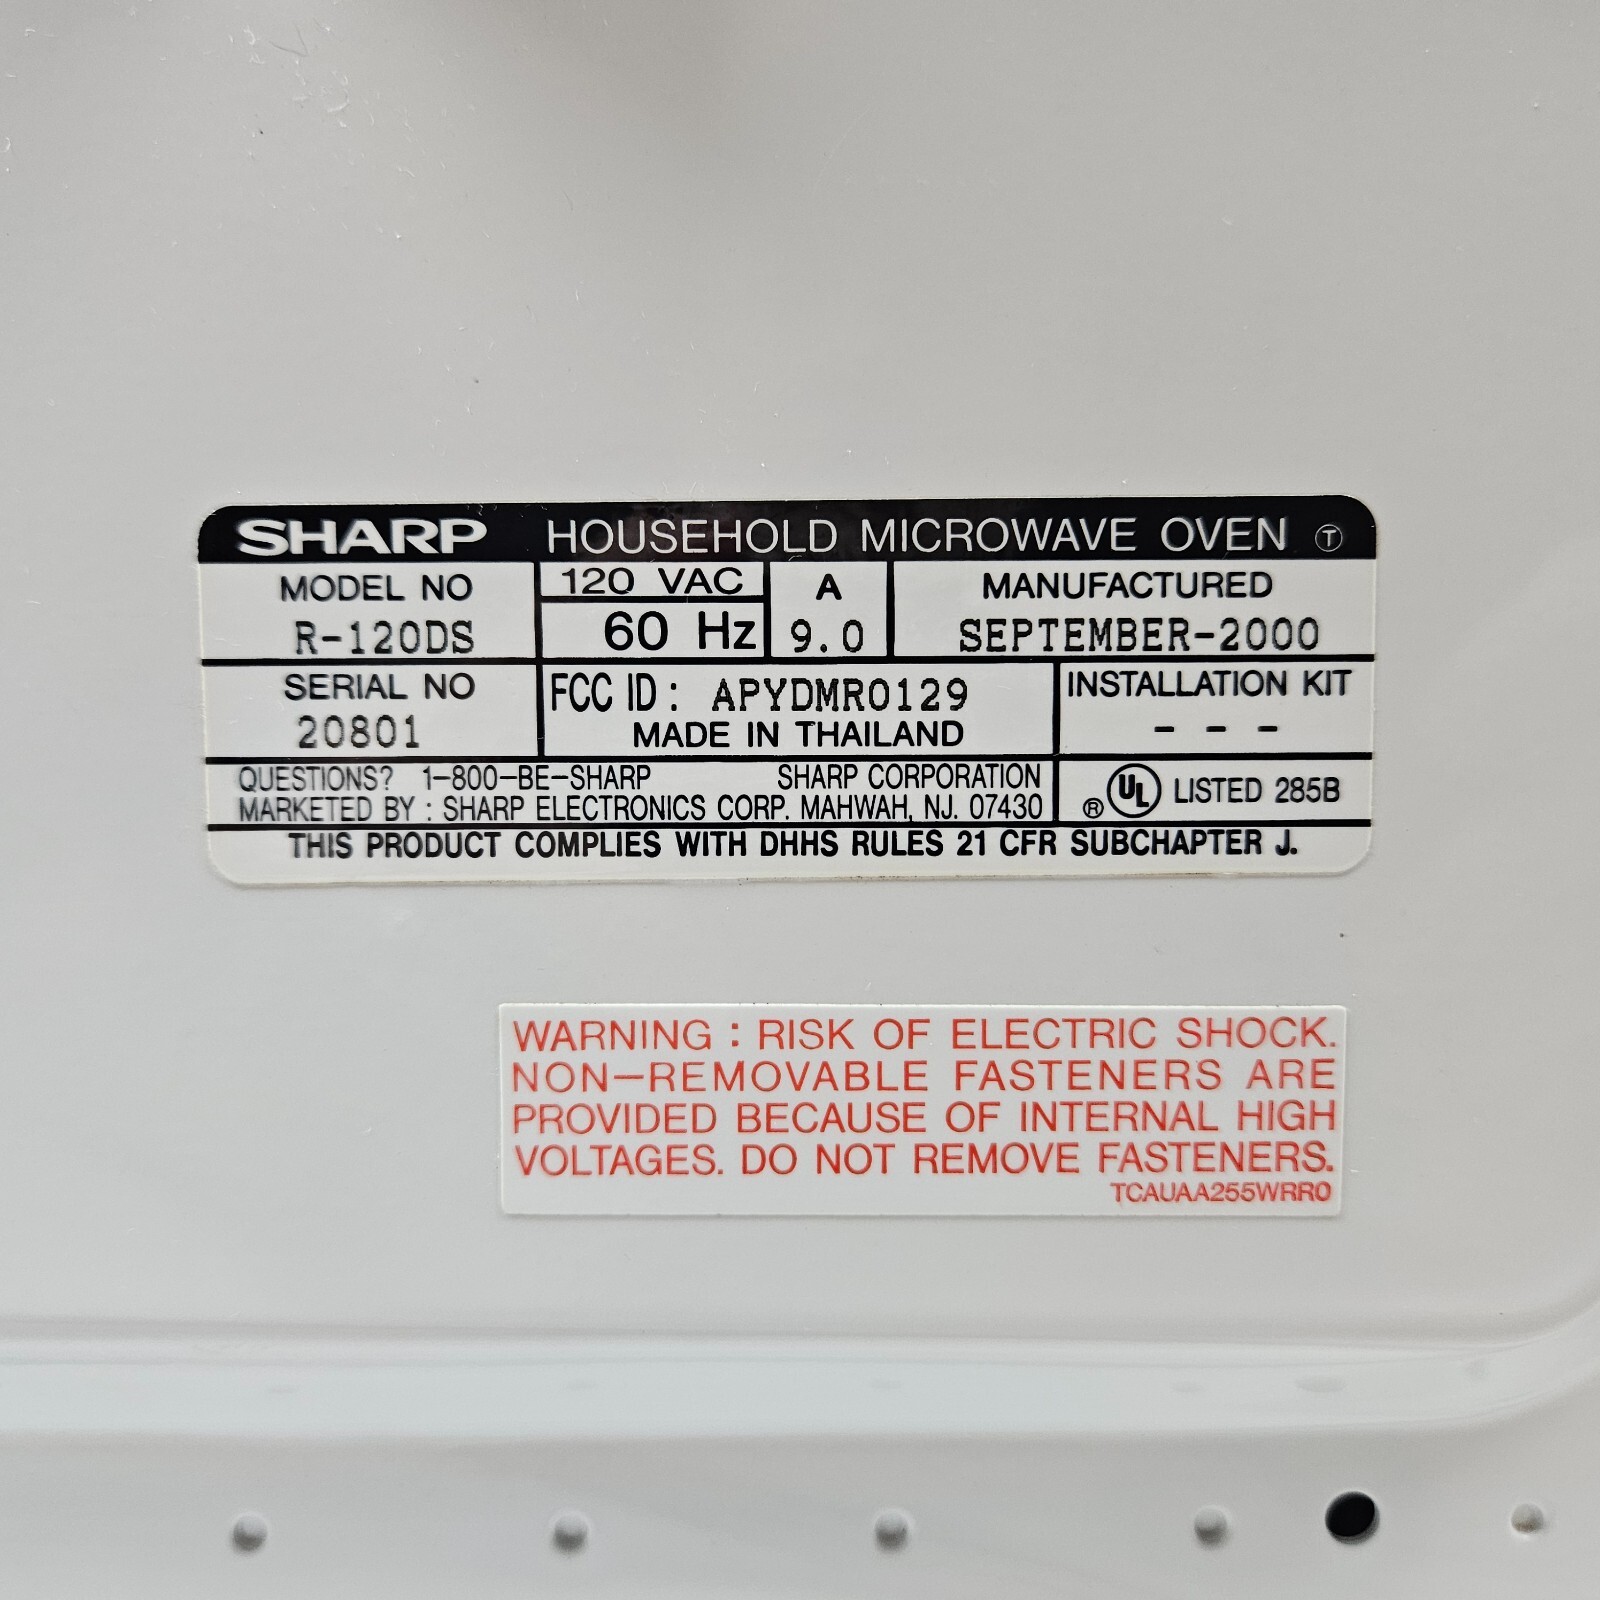 SHARP HOUSEHOLD MICROWAVE OVEN Ⓣ
MODEL NO
R-120DS
120 VAC
60 Hz
A
9.0
MANUFACTURED
SEPTEMBER-2000
SERIAL NO
20801
FCC ID : APYDMR0129
MADE IN THAILAND
INSTALLATION KIT
- - -
QUESTIONS? 1-800-BE-SHARP SHARP CORPORATION
MARKETED BY : SHARP ELECTRONICS CORP. MAHWAH, NJ. 07430
® UL LISTED 285B
THIS PRODUCT COMPLIES WITH DHHS RULES 21 CFR SUBCHAPTER J.
WARNING : RISK OF ELECTRIC SHOCK.
NON-REMOVABLE FASTENERS ARE
PROVIDED BECAUSE OF INTERNAL HIGH
VOLTAGES. DO NOT REMOVE FASTENERS.
TCAUAA255WRR0